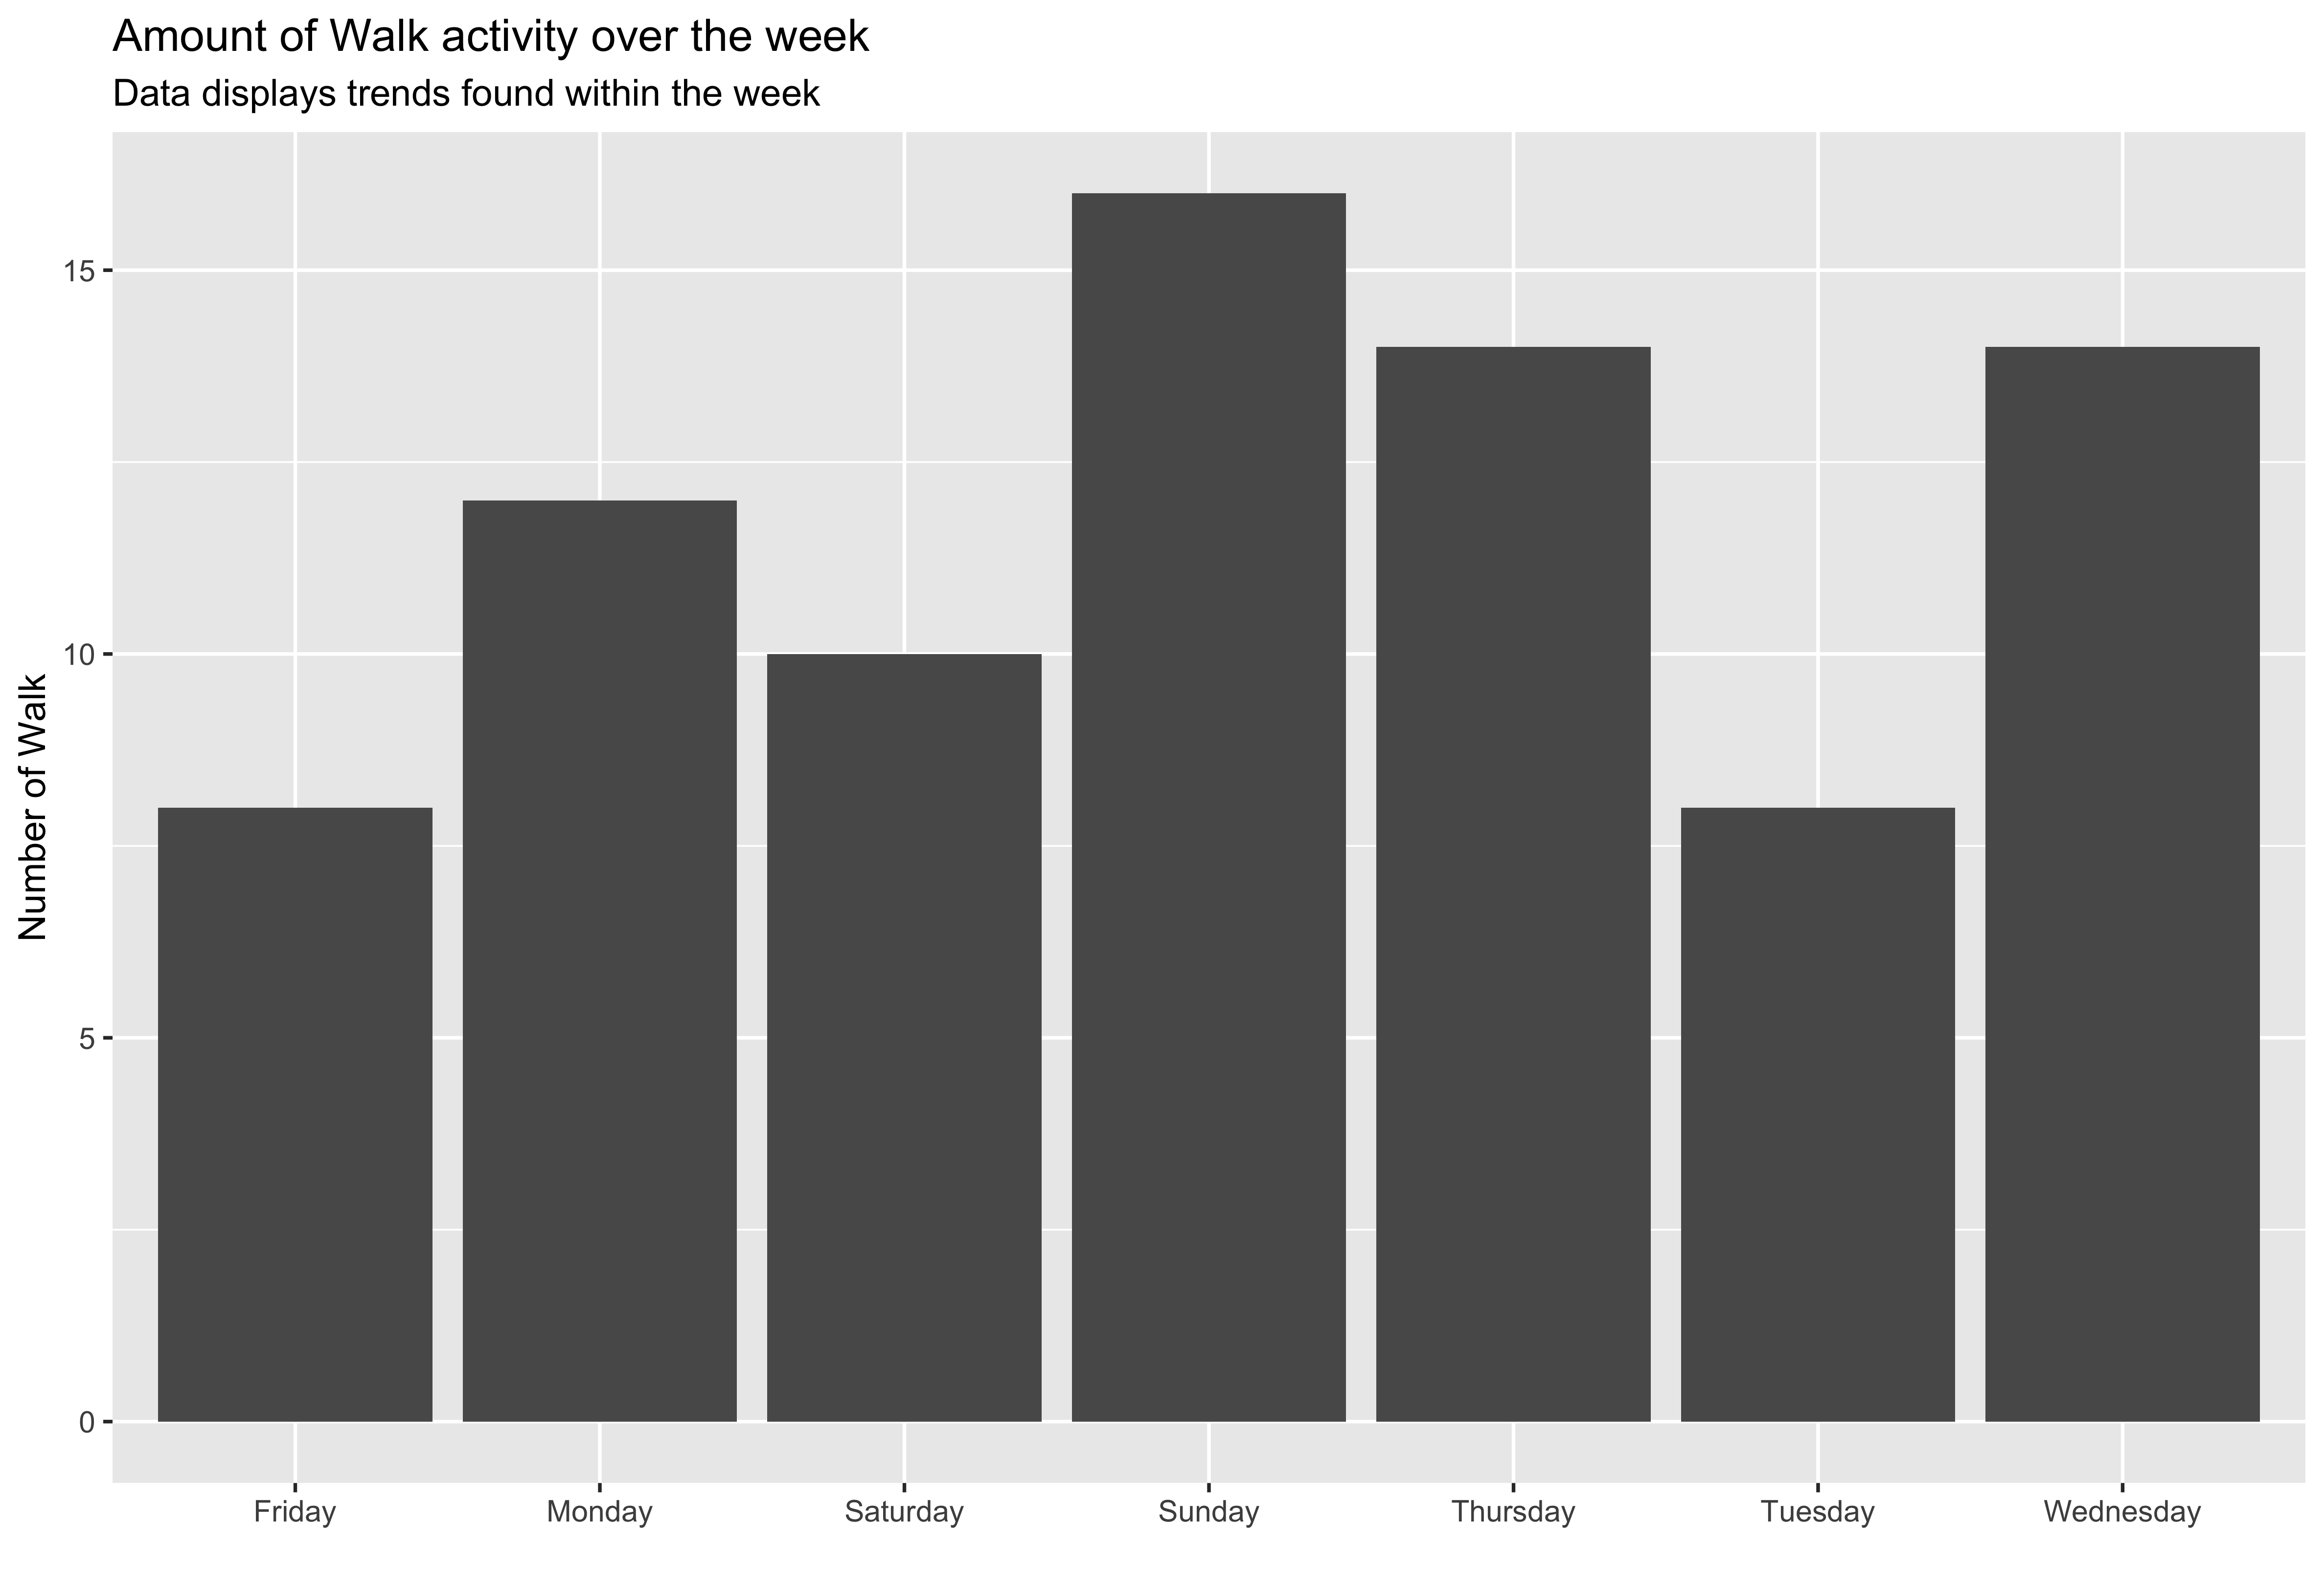 Amount of Walk activity over the week
Data displays trends found within the week
Number of Walk
15
10
5
0
Friday Monday Saturday Sunday Thursday Tuesday Wednesday